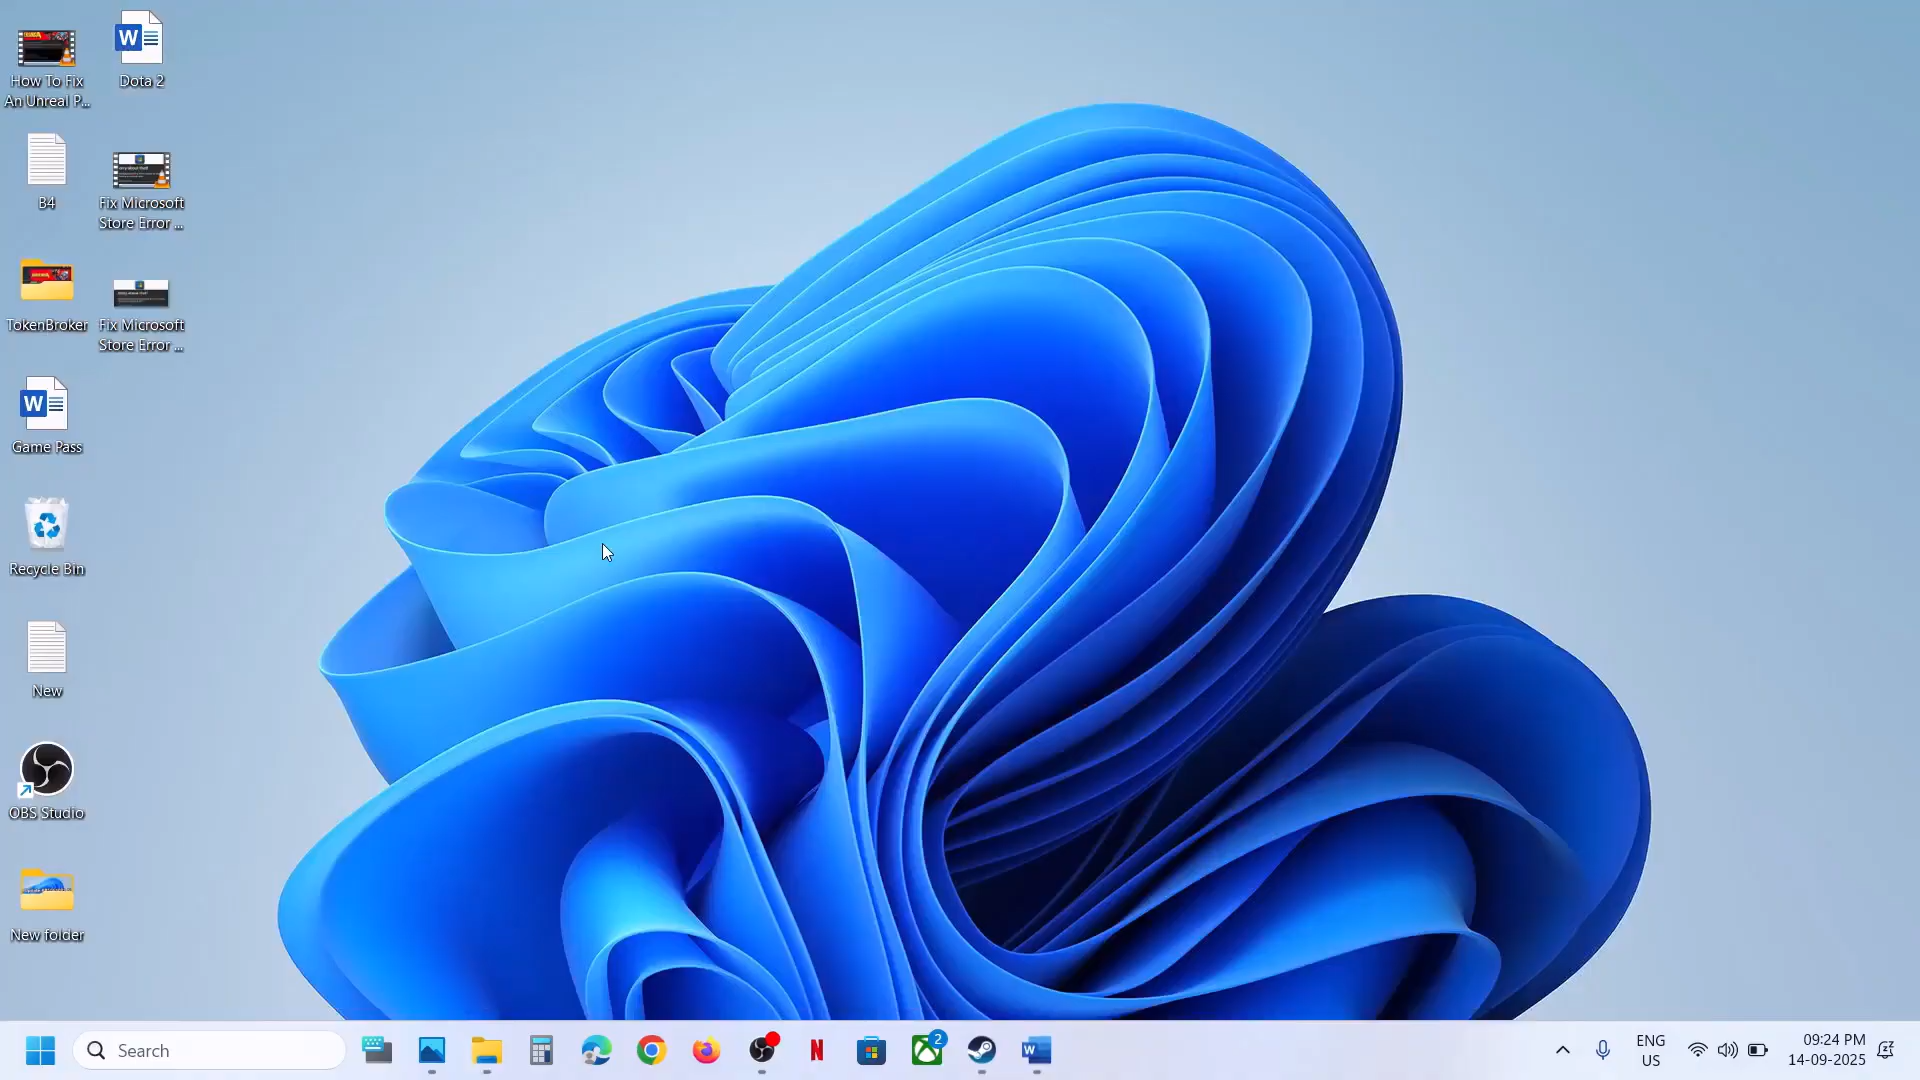 How To Fix
An Unreal P...
Dota 2
B4
Fix Microsoft
Store Error ...
TokenBroker
Fix Microsoft
Store Error ...
Game Pass
Recycle Bin
New
OBS Studio
New folder
Search
2
ENG
US
09:24 PM
14-09-2025